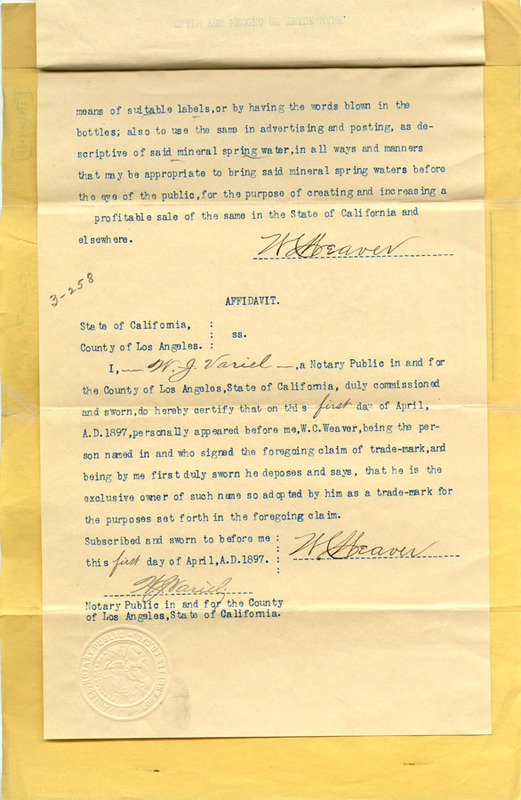 means of suitable labels,or by having the words blown in the
bottles; also to use the same in advertising and posting, as de-
scriptive of said mineral spring water,in all ways and manners
that may be appropriate to bring said mineral spring waters before
the eye of the public,for the purpose of creating and increasing a
profitable sale of the same in the State of California and
elsewhere.
W C Weaver
3-258
AFFIDAVIT.
State of California, :
: ss.
County of Los Angeles. :
I, — W. J. Variel —,a Notary Public in and for
the County of Los Angeles,State of California, duly commissioned
and sworn,do hereby certify that on this first day of April,
A.D.1897,personally appeared before me,W.C.Weaver,being the per-
son named in and who signed the foregoing claim of trade-mark,and
being by me first duly sworn he deposes and says, that he is the
exclusive owner of such name so adopted by him as a trade-mark for
the purposes set forth in the foregoing claim.
Subscribed and sworn to before me :
this first day of April,A.D.1897. :
W C Weaver
W J Variel
Notary Public in and for the County
of Los Angeles,State of California.
NOTARY PUBLIC